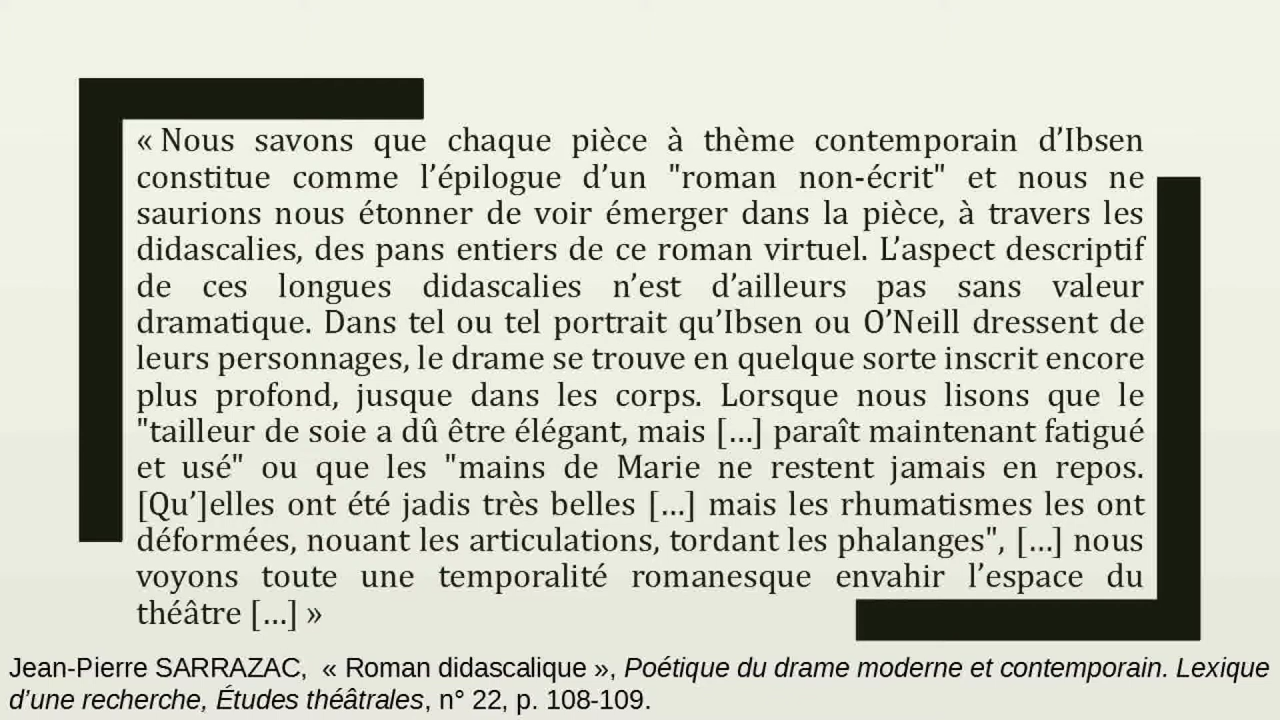 « Nous savons que chaque pièce à thème contemporain d’Ibsen
constitue comme l’épilogue d’un "roman non-écrit" et nous ne
saurions nous étonner de voir émerger dans la pièce, à travers les
didascalies, des pans entiers de ce roman virtuel. L’aspect descriptif
de ces longues didascalies n’est d’ailleurs pas sans valeur
dramatique. Dans tel ou tel portrait qu’Ibsen ou O’Neill dressent de
leurs personnages, le drame se trouve en quelque sorte inscrit encore
plus profond, jusque dans les corps. Lorsque nous lisons que le
"tailleur de soie a dû être élégant, mais […] paraît maintenant fatigué
et usé" ou que les "mains de Marie ne restent jamais en repos.
[Qu’]elles ont été jadis très belles […] mais les rhumatismes les ont
déformées, nouant les articulations, tordant les phalanges", […] nous
voyons toute une temporalité romanesque envahir l’espace du
théâtre […] »
Jean-Pierre SARRAZAC, « Roman didascalique », Poétique du drame moderne et contemporain. Lexique
d’une recherche, Études théâtrales, n° 22, p. 108-109.